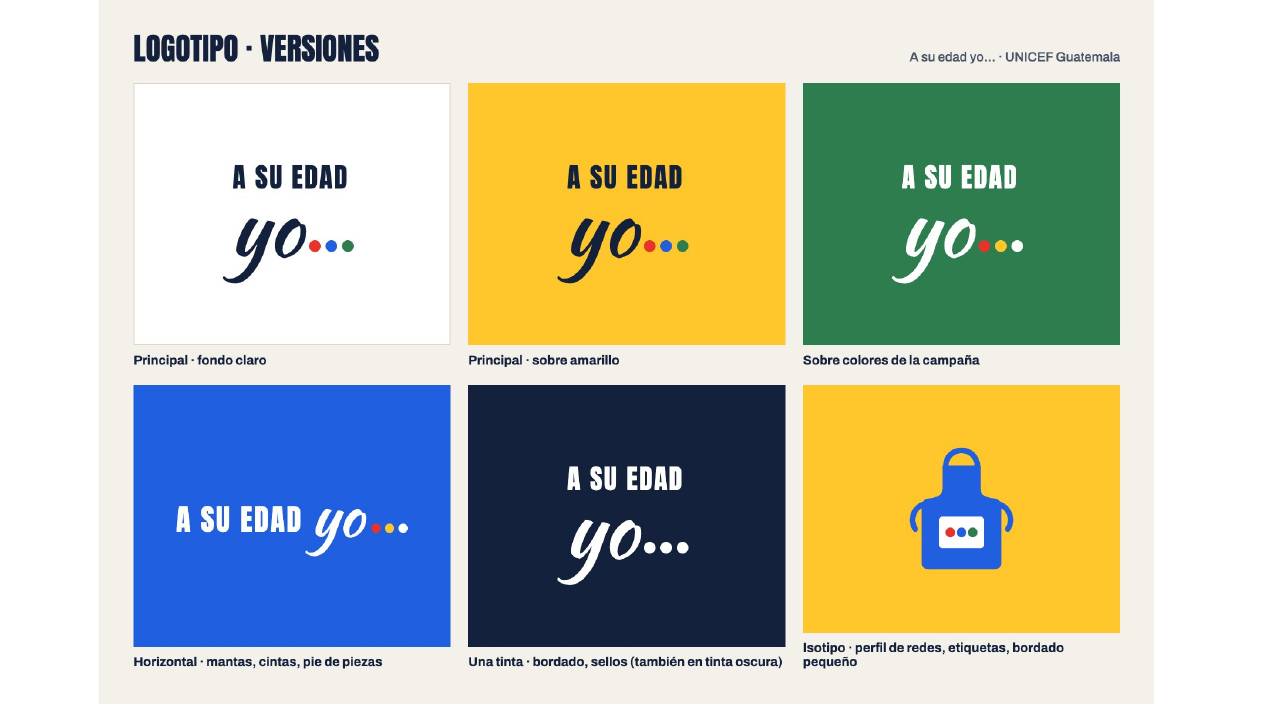 LOGOTIPO · VERSIONES
A su edad yo... · UNICEF Guatemala
A SU EDAD
yo...
Principal · fondo claro
A SU EDAD
yo...
Principal · sobre amarillo
A SU EDAD
yo...
Sobre colores de la campaña
A SU EDAD yo...
Horizontal · mantas, cintas, pie de piezas
A SU EDAD
yo...
Una tinta · bordado, sellos (también en tinta oscura)
Isotipo · perfil de redes, etiquetas, bordado
pequeño